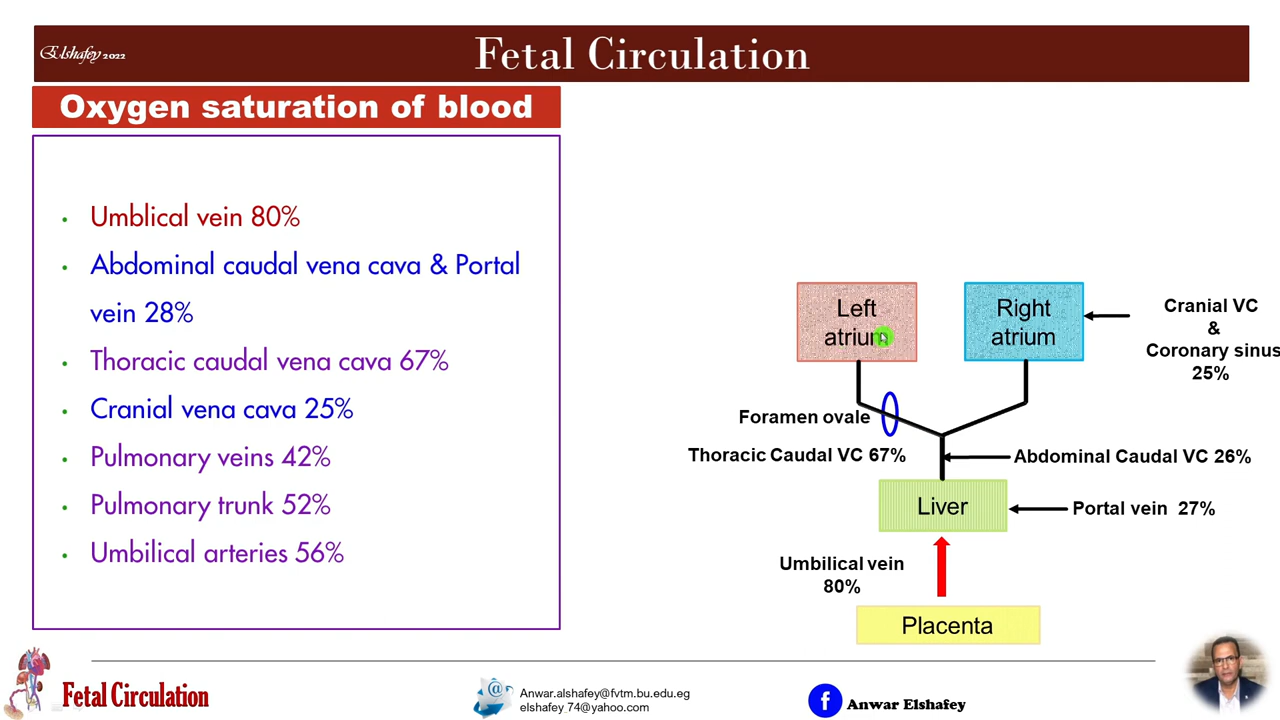 Elshafey 2022
Fetal Circulation
Oxygen saturation of blood
• Umblical vein 80%
• Abdominal caudal vena cava & Portal
vein 28%
• Thoracic caudal vena cava 67%
• Cranial vena cava 25%
• Pulmonary veins 42%
• Pulmonary trunk 52%
• Umbilical arteries 56%
Left
atrium
Right
atrium
Cranial VC
&
Coronary sinus
25%
Foramen ovale
Thoracic Caudal VC 67%
Abdominal Caudal VC 26%
Liver
Portal vein 27%
Umbilical vein
80%
Placenta
Fetal Circulation
@
Anwar.alshafey@fvtm.bu.edu.eg
elshafey_74@yahoo.com
f
Anwar Elshafey